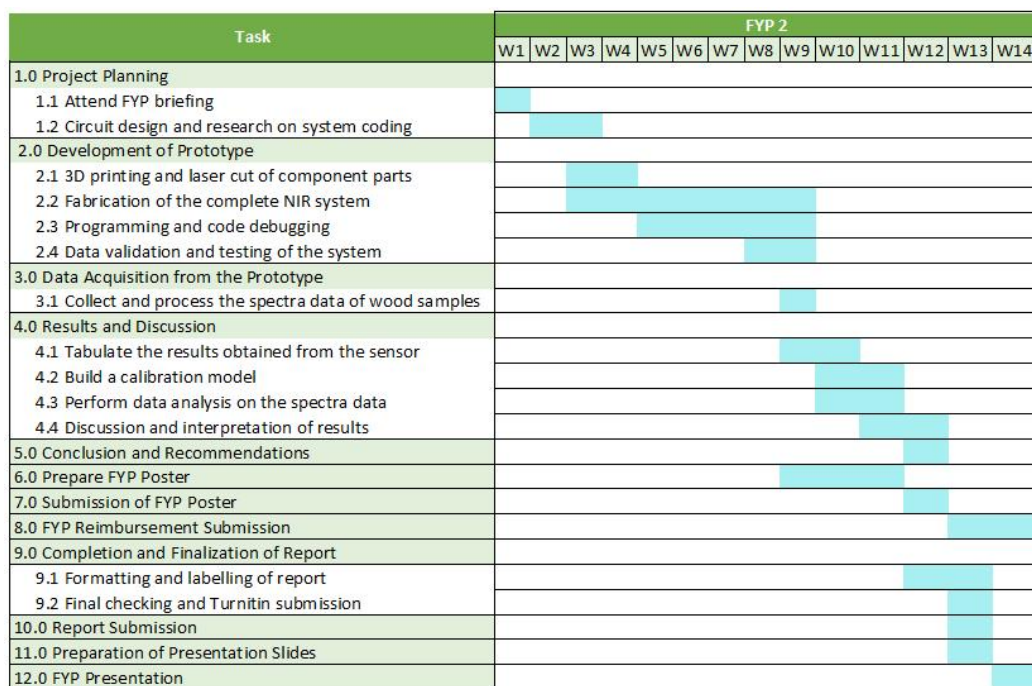 Task
FYP 2
W1 W2 W3 W4 W5 W6 W7 W8 W9 W10 W11 W12 W13 W14
1.0 Project Planning
1.1 Attend FYP briefing
1.2 Circuit design and research on system coding
2.0 Development of Prototype
2.1 3D printing and laser cut of component parts
2.2 Fabrication of the complete NIR system
2.3 Programming and code debugging
2.4 Data validation and testing of the system
3.0 Data Acquisition from the Prototype
3.1 Collect and process the spectra data of wood samples
4.0 Results and Discussion
4.1 Tabulate the results obtained from the sensor
4.2 Build a calibration model
4.3 Perform data analysis on the spectra data
4.4 Discussion and interpretation of results
5.0 Conclusion and Recommendations
6.0 Prepare FYP Poster
7.0 Submission of FYP Poster
8.0 FYP Reimbursement Submission
9.0 Completion and Finalization of Report
9.1 Formatting and labelling of report
9.2 Final checking and Turnitin submission
10.0 Report Submission
11.0 Preparation of Presentation Slides
12.0 FYP Presentation